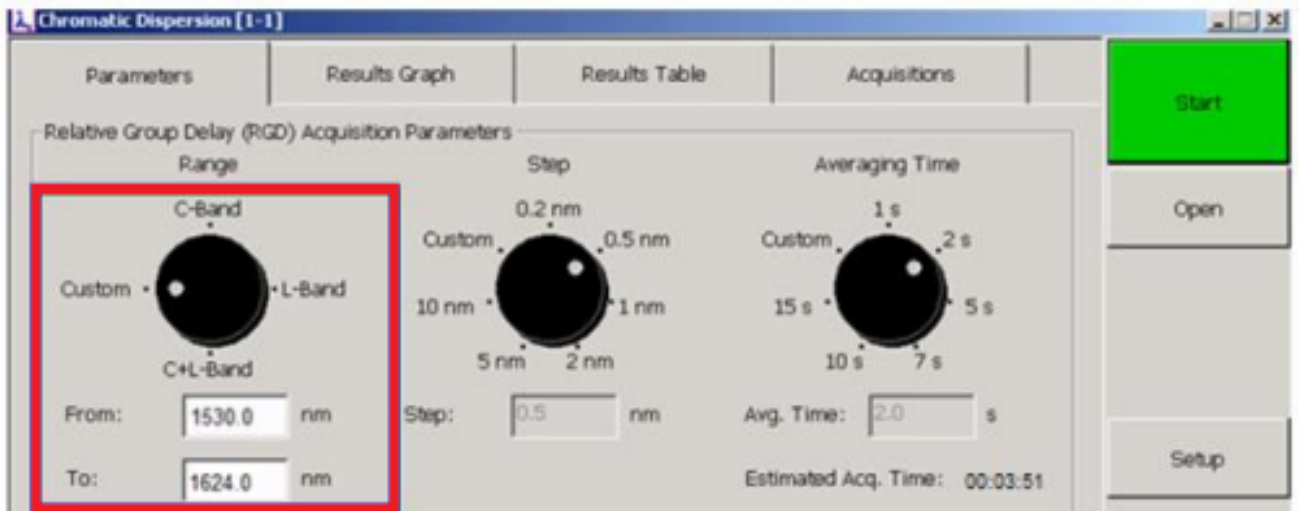 Chromatic Dispersion [1-1]
Parameters Results Graph Results Table Acquisitions
Start
Relative Group Delay (RGD) Acquisition Parameters
Range Step Averaging Time
C-Band 0.2 nm 1 s
Open
Custom 0.5 nm Custom 2 s
Custom L-Band 10 nm 1 nm 15 s 5 s
C+L-Band 5 nm 2 nm 10 s 7 s
From: 1530.0 nm Step: 0.5 nm Avg. Time: 2.0 s
Setup
To: 1624.0 nm Estimated Acq. Time: 00:03:51